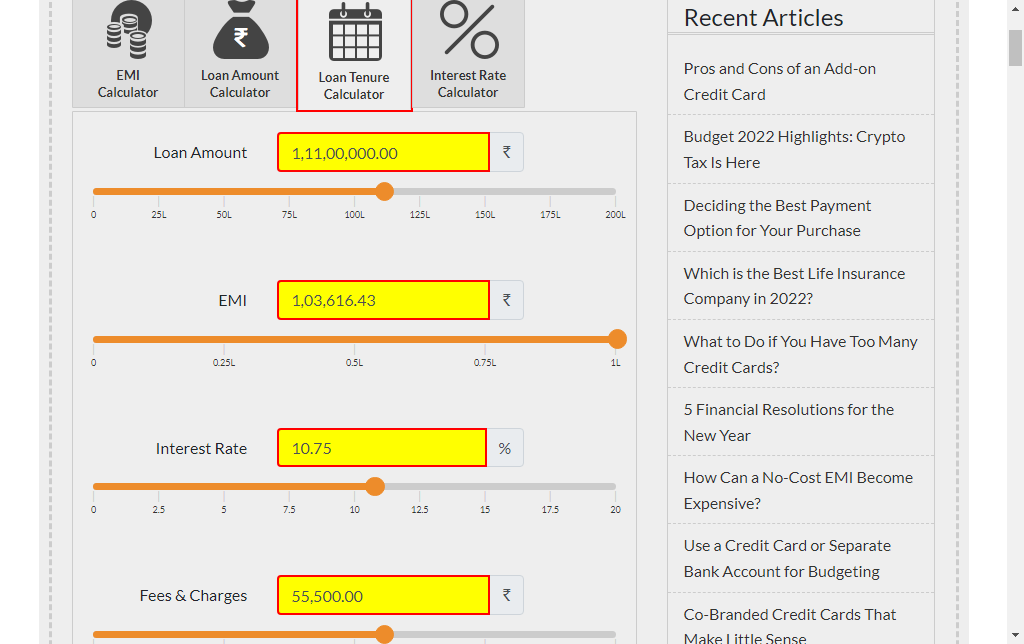 EMI
Calculator
₹
Loan Amount
Calculator
Loan Tenure
Calculator
%
Interest Rate
Calculator
Loan Amount
1,11,00,000.00
₹
0 25L 50L 75L 100L 125L 150L 175L 200L
EMI
1,03,616.43
₹
0 0.25L 0.5L 0.75L 1L
Interest Rate
10.75
%
0 2.5 5 7.5 10 12.5 15 17.5 20
Fees & Charges
55,500.00
₹
Recent Articles
Pros and Cons of an Add-on
Credit Card
Budget 2022 Highlights: Crypto
Tax Is Here
Deciding the Best Payment
Option for Your Purchase
Which is the Best Life Insurance
Company in 2022?
What to Do if You Have Too Many
Credit Cards?
5 Financial Resolutions for the
New Year
How Can a No-Cost EMI Become
Expensive?
Use a Credit Card or Separate
Bank Account for Budgeting
Co-Branded Credit Cards That
Make Little Sense